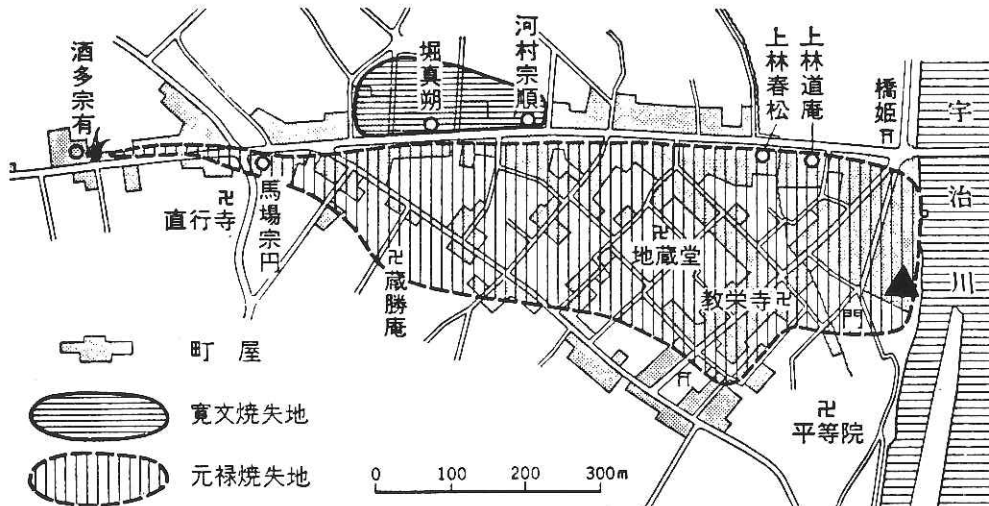 酒多宗有
堀真朔
河村宗順
上林春松
上林道庵
橋姫
宇治川
直行寺
馬場宗円
蔵勝庵
地蔵堂
教栄寺
門
平等院
町屋
寛文焼失地
元禄焼失地
0 100 200 300m